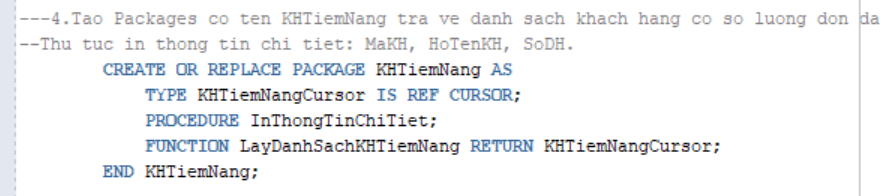 ---4.Tao Packages co ten KHTiemNang tra ve danh sach khach hang co so luong don da
--Thu tuc in thong tin chi tiet: MaKH, HoTenKH, SoDH.
CREATE OR REPLACE PACKAGE KHTiemNang AS
TYPE KHTiemNangCursor IS REF CURSOR;
PROCEDURE InThongTinChiTiet;
FUNCTION LayDanhSachKHTiemNang RETURN KHTiemNangCursor;
END KHTiemNang;